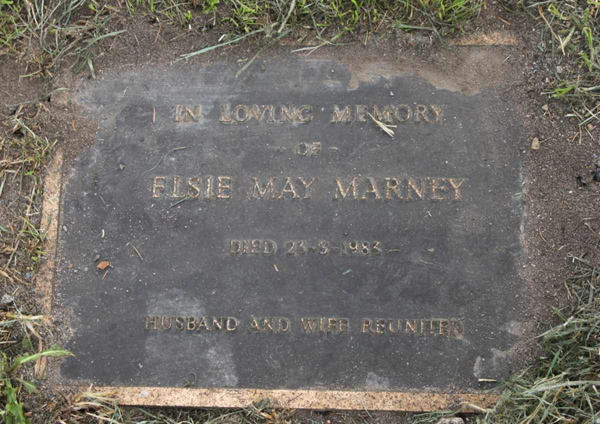 IN LOVING MEMORY
- OF -
ELSIE MAY MARNEY
DIED 23-3-1983
HUSBAND AND WIFE REUNITED